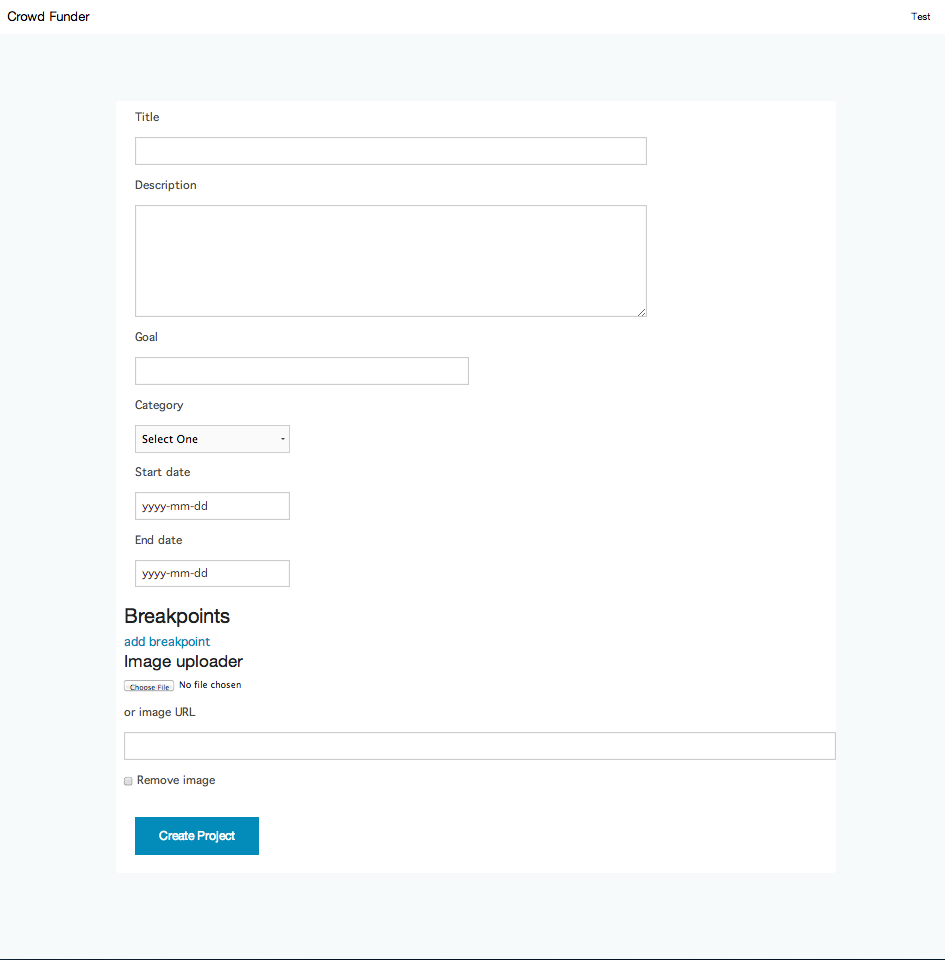 Crowd Funder
Test
Title
Description
Goal
Category
Select One
Start date
yyyy-mm-dd
End date
yyyy-mm-dd
Breakpoints
add breakpoint
Image uploader
Choose File No file chosen
or image URL
Remove image
Create Project